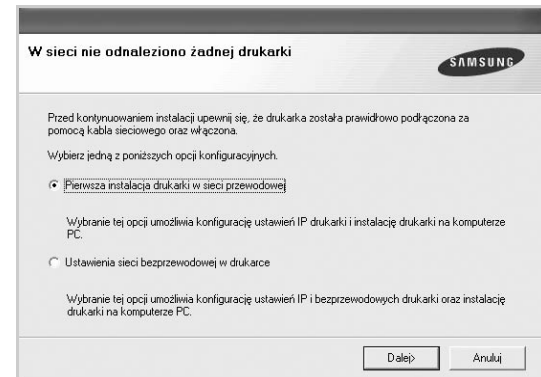 W sieci nie odnaleziono żadnej drukarki
SAMSUNG
Przed kontynuowaniem instalacji upewnij się, że drukarka została prawidłowo podłączona za
pomocą kabla sieciowego oraz włączona.
Wybierz jedną z poniższych opcji konfiguracyjnych.
Pierwsza instalacja drukarki w sieci przewodowej
Wybranie tej opcji umożliwia konfigurację ustawień IP drukarki i instalację drukarki na komputerze
PC.
Ustawienia sieci bezprzewodowej w drukarce
Wybranie tej opcji umożliwia konfigurację ustawień IP i bezprzewodowych drukarki oraz instalację
drukarki na komputerze PC.
Dalej> Anuluj